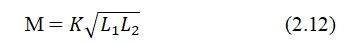 M = K√L₁L₂ (2.12)